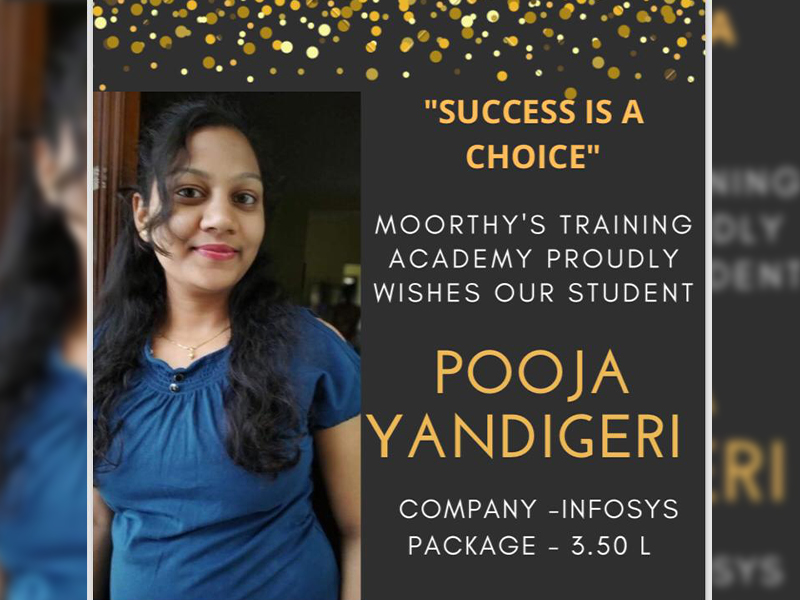 "SUCCESS IS A
CHOICE"
MOORTHY'S TRAINING
ACADEMY PROUDLY
WISHES OUR STUDENT
POOJA
YANDIGERI
COMPANY -INFOSYS
PACKAGE - 3.50 L